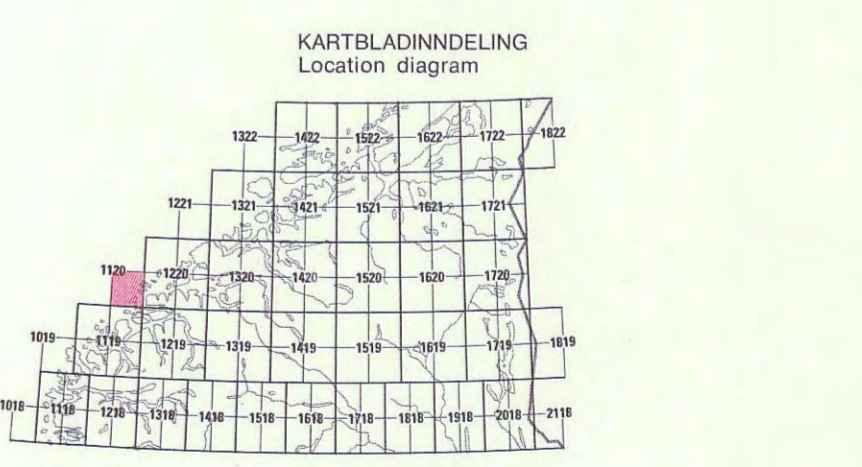 KARTBLADINNDELING
Location diagram
1322 1422 1522 1622 1722 1822
1221 1321 1421 1521 1621 1721
1120 1220 1320 1420 1520 1620 1720
1019 1119 1219 1319 1419 1519 1619 1719 1819
1018 1118 1218 1318 1418 1518 1618 1718 1818 1918 2018 2118